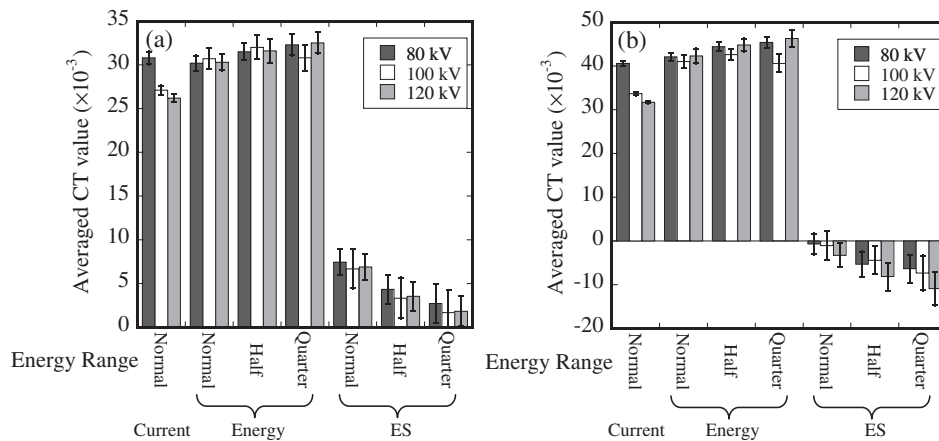 (a)
80 kV
100 kV
120 kV
Averaged CT value (×10⁻³)
35
30
25
20
15
10
5
0
Energy Range
Normal
Normal
Half
Quarter
Normal
Half
Quarter
Current
Energy
ES
(b)
80 kV
100 kV
120 kV
Averaged CT value (×10⁻³)
50
40
30
20
10
0
-10
-20
Energy Range
Normal
Normal
Half
Quarter
Normal
Half
Quarter
Current
Energy
ES